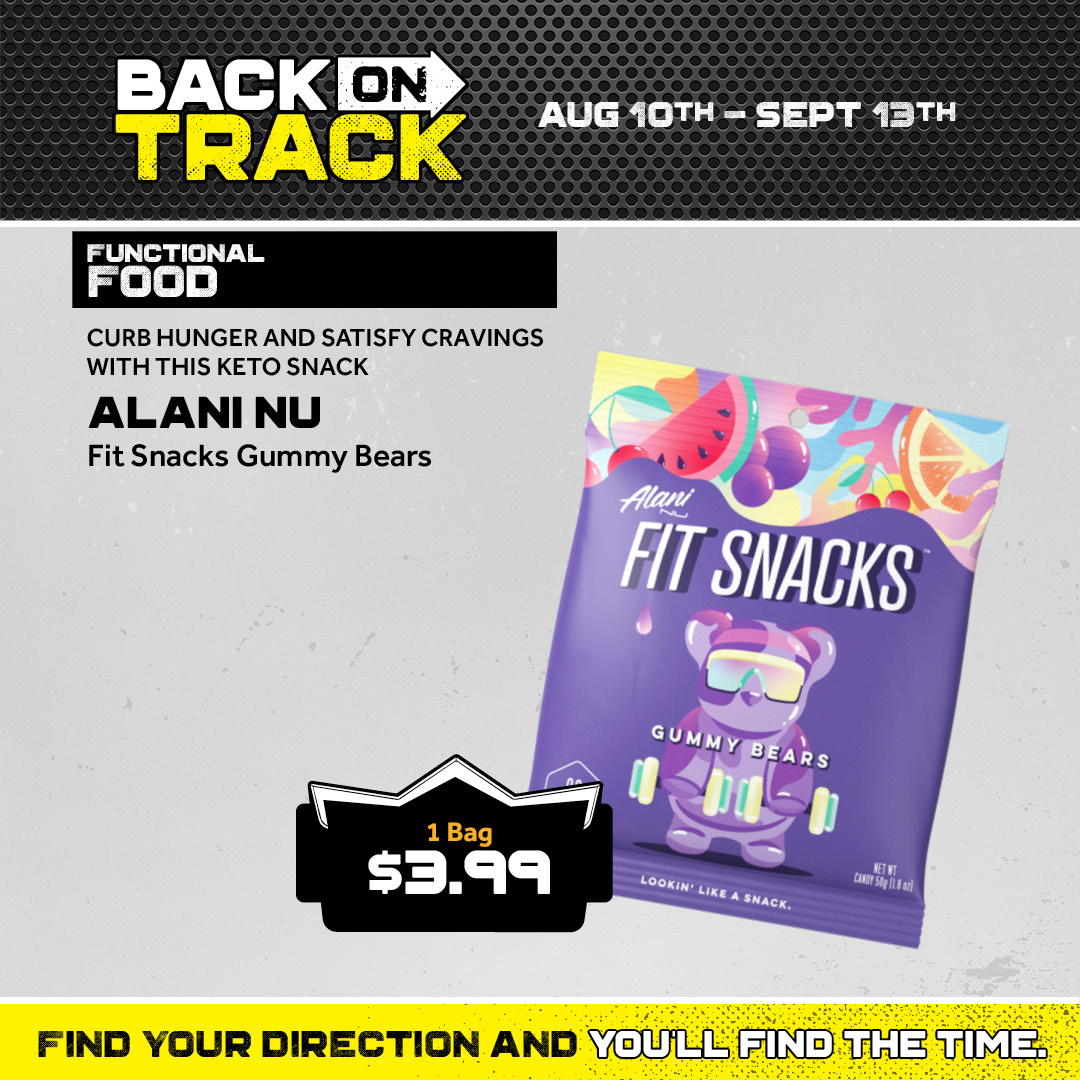 BACK ON
TRACK
AUG 10TH – SEPT 13TH
FUNCTIONAL
FOOD
CURB HUNGER AND SATISFY CRAVINGS
WITH THIS KETO SNACK
ALANI NU
Fit Snacks Gummy Bears
Alani
NU
FIT SNACKS™
GUMMY BEARS
NET WT
CANDY 50g (1.8 oz)
LOOKIN' LIKE A SNACK.
1 Bag
$3.99
FIND YOUR DIRECTION AND YOU'LL FIND THE TIME.